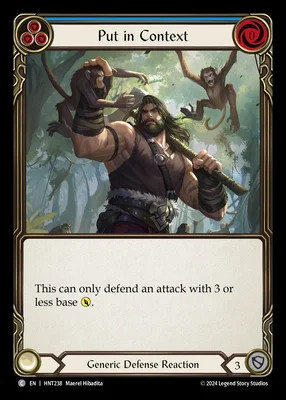 Put in Context
This can only defend an attack with 3 or
less base .
Generic Defense Reaction
3
C EN | HNT238 Maerel Hibadita
© 2024 Legend Story Studios